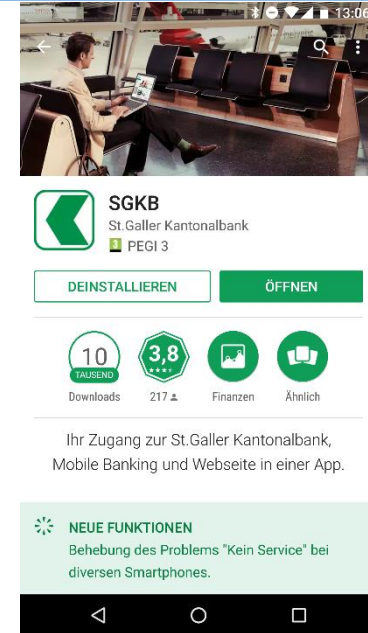 13:06
SGKB
St.Galler Kantonalbank
3 PEGI 3
DEINSTALLIEREN
ÖFFNEN
10
TAUSEND
Downloads
3,8
217
Finanzen
Ähnlich
Ihr Zugang zur St.Galler Kantonalbank,
Mobile Banking und Webseite in einer App.
NEUE FUNKTIONEN
Behebung des Problems "Kein Service" bei
diversen Smartphones.